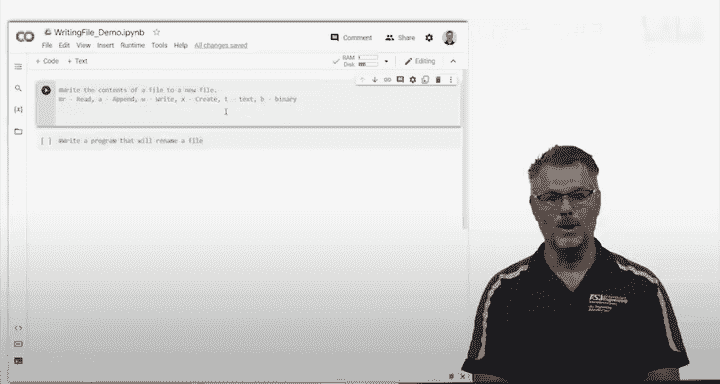 WritingFile_Demo.ipynb
File Edit View Insert Runtime Tools Help All changes saved
Comment
Share
+ Code + Text
RAM
Disk
Editing
#Write the contents of a file to a new file.
#r - Read, a - Append, w - Write, x - Create, t - text, b - binary
[ ] #Write a program that will rename a file